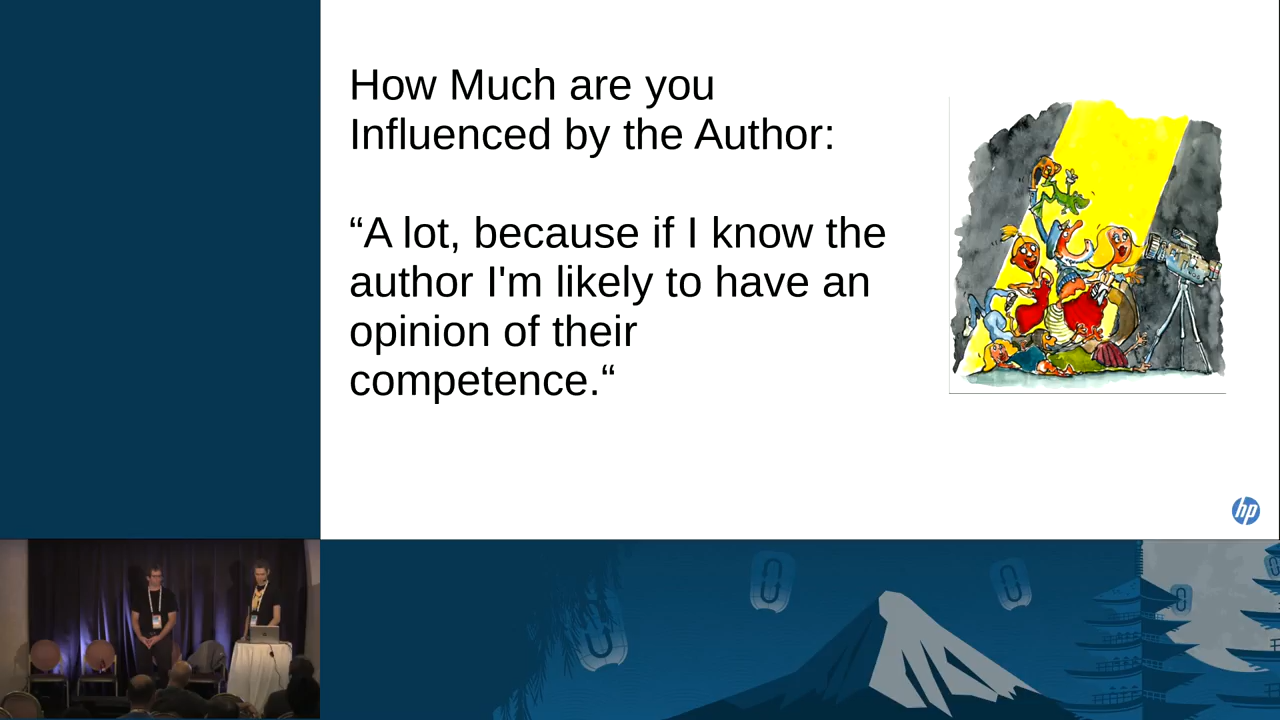 How Much are you
Influenced by the Author:
“A lot, because if I know the
author I'm likely to have an
opinion of their
competence.“
hp